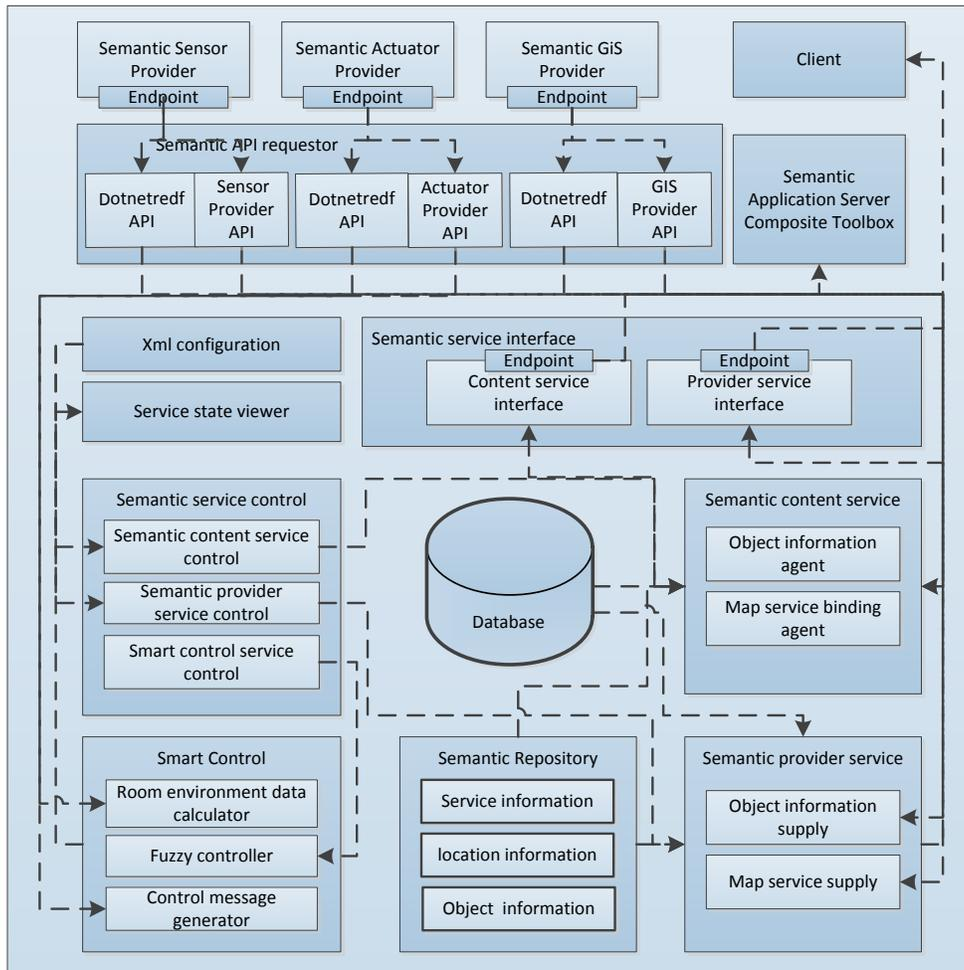 Semantic Sensor
Provider
Endpoint
Semantic Actuator
Provider
Endpoint
Semantic GiS
Provider
Endpoint
Client
Semantic API requestor
Dotnetredf
API
Sensor
Provider
API
Dotnetredf
API
Actuator
Provider
API
Dotnetredf
API
GIS
Provider
API
Semantic
Application Server
Composite Toolbox
Xml configuration
Service state viewer
Semantic service interface
Endpoint
Content service
interface
Endpoint
Provider service
interface
Semantic service control
Semantic content service
control
Semantic provider
service control
Smart control service
control
Database
Semantic content service
Object information
agent
Map service binding
agent
Smart Control
Room environment data
calculator
Fuzzy controller
Control message
generator
Semantic Repository
Service information
location information
Object  information
Semantic provider service
Object information
supply
Map service supply